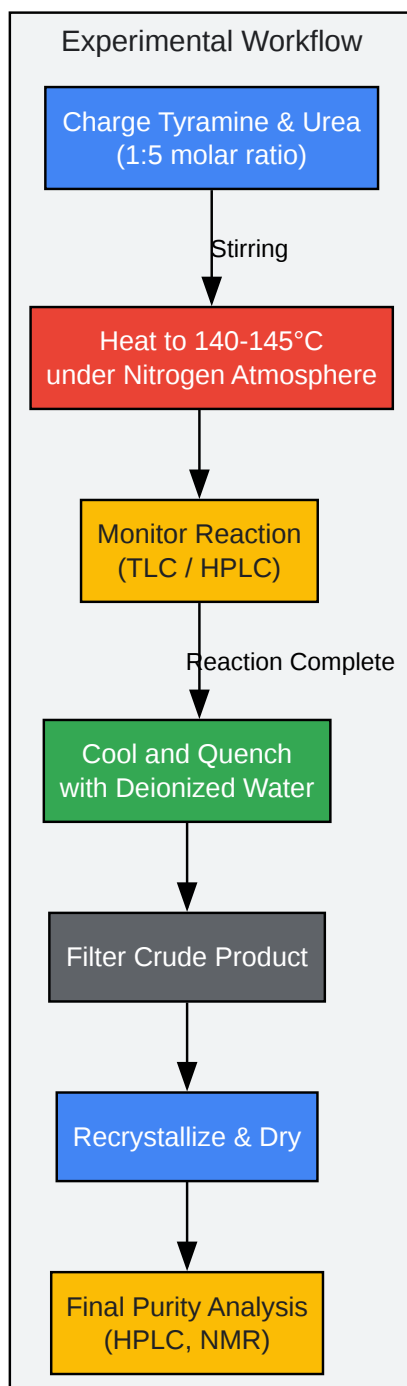 Experimental Workflow
Charge Tyramine & Urea
(1:5 molar ratio)
Stirring
Heat to 140-145°C
under Nitrogen Atmosphere
Monitor Reaction
(TLC / HPLC)
Reaction Complete
Cool and Quench
with Deionized Water
Filter Crude Product
Recrystallize & Dry
Final Purity Analysis
(HPLC, NMR)